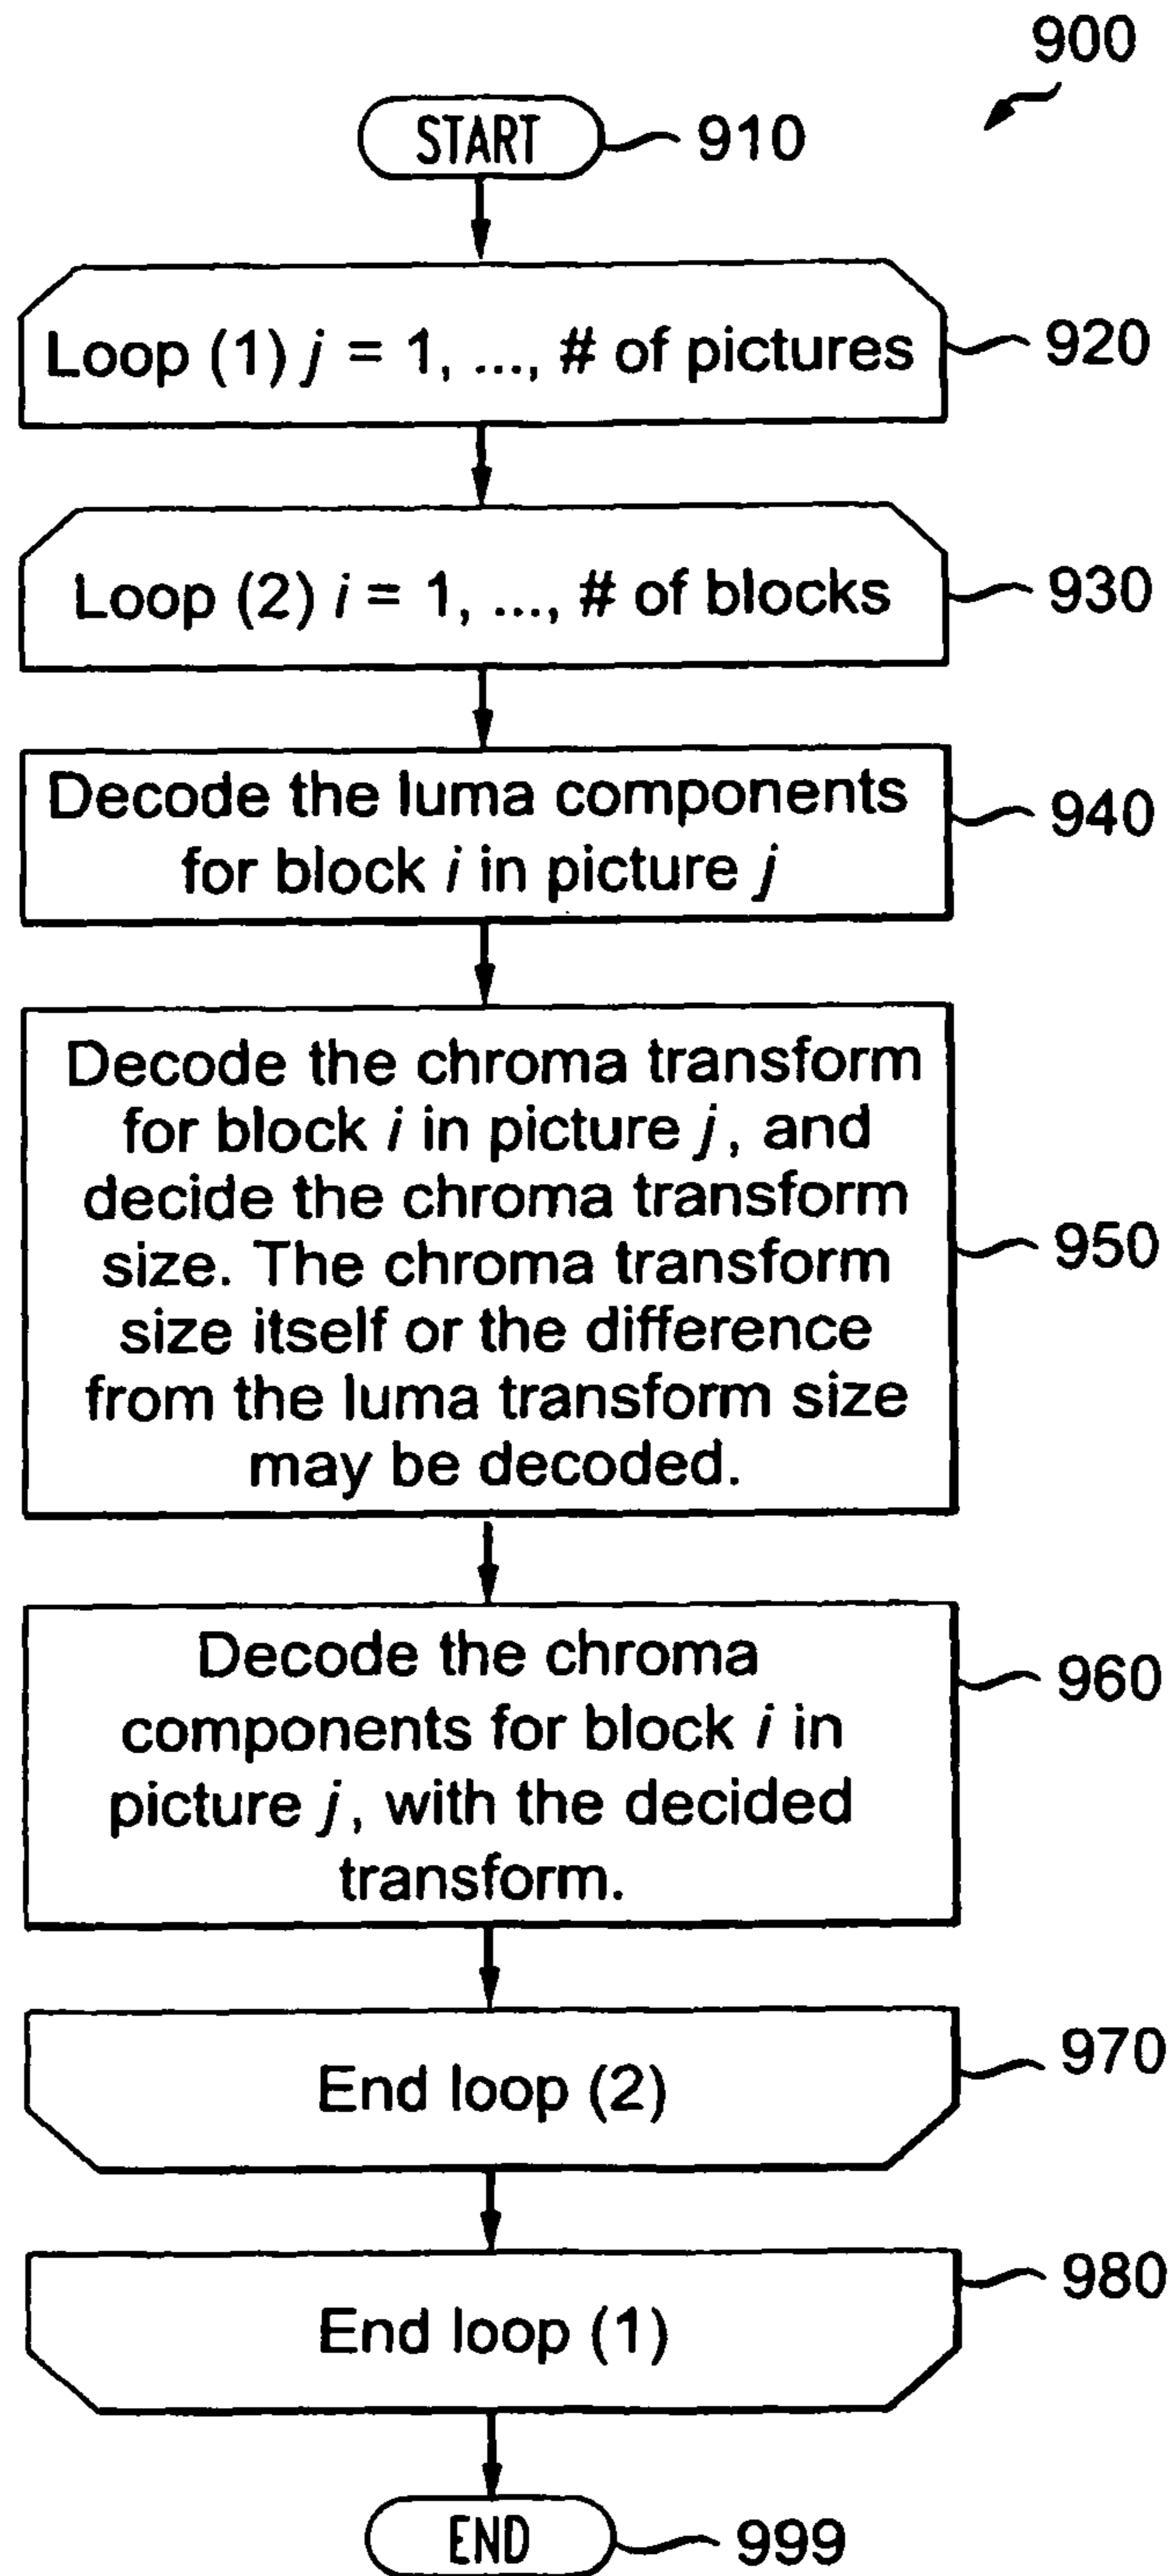 900
START 910
Loop (1) j = 1, ..., # of pictures 920
Loop (2) i = 1, ..., # of blocks 930
Decode the luma components
for block i in picture j
940
Decode the chroma transform
for block i in picture j, and
decide the chroma transform
size. The chroma transform
size itself or the difference
from the luma transform size
may be decoded.
950
Decode the chroma
components for block i in
picture j, with the decided
transform.
960
End loop (2) 970
End loop (1) 980
END 999